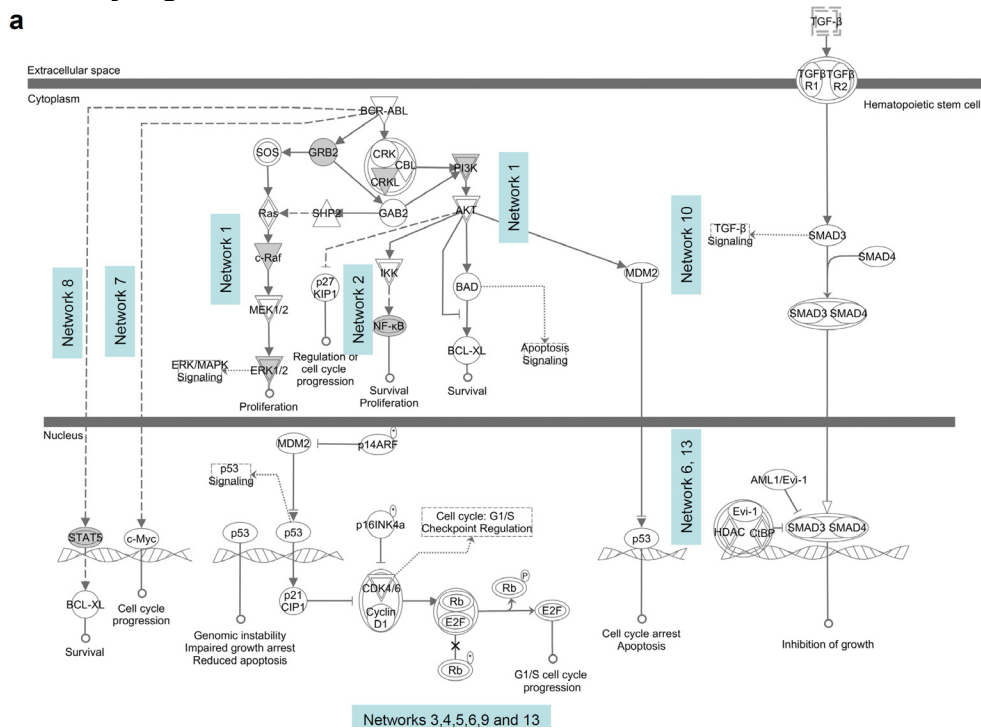 a
TGF-β
Extracellular space
TGFβ R1
TGFβ R2
Cytoplasm
Hematopoietic stem cell
BCR-ABL
SOS
GRB2
CRK
CBL
CRKL
PI3K
Network 1
Ras
SHP2
GAB2
AKT
Network 10
TGF-β
Signaling
SMAD3
SMAD4
Network 1
c-Raf
IKK
MDM2
Network 8
Network 7
p27
KIP1
Network 2
BAD
MEK1/2
SMAD3 SMAD4
NF-κB
ERK/MAPK
Signaling
ERK1/2
Regulation of
cell cycle
progression
BCL-XL
Apoptosis
Signaling
Proliferation
Survival
Proliferation
Survival
Nucleus
MDM2
p14ARF
*
p53
Signaling
Network 6, 13
AML1/Evi-1
p16INK4a
*
Cell cycle: G1/S
Checkpoint Regulation
Evi-1
HDAC
CtBP
SMAD3 SMAD4
STAT5
c-Myc
p53
p53
p53
CDK4/6
Cyclin
D1
p21
CIP1
Rb
E2F
Rb
P
E2F
BCL-XL
Cell cycle
progression
Survival
Genomic instability
Impaired growth arrest
Reduced apoptosis
Rb
*
G1/S cell cycle
progression
Cell cycle arrest
Apoptosis
Inhibition of growth
Networks 3,4,5,6,9 and 13